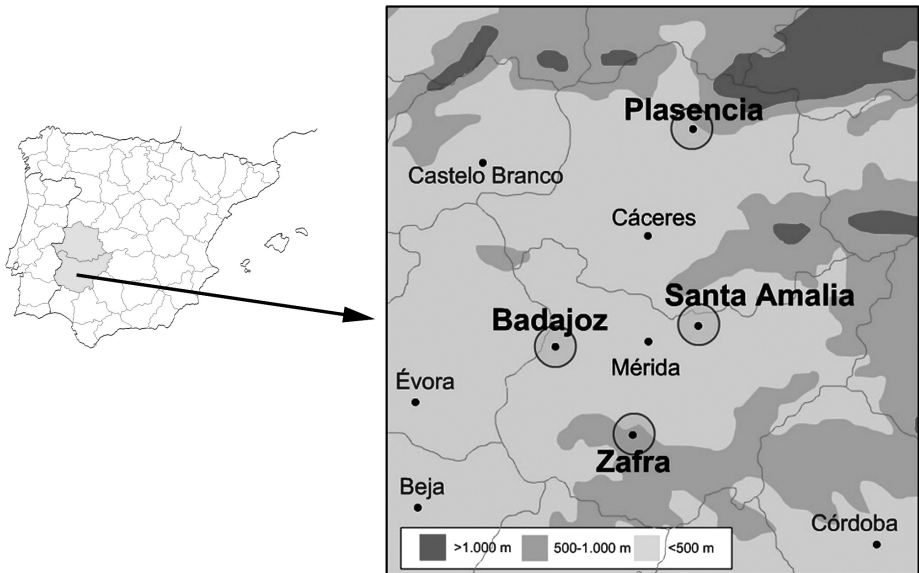 Plasencia
Castelo Branco
Cáceres
Santa Amalia
Badajoz
Mérida
Évora
Zafra
Beja
Córdoba
>1.000 m 500-1.000 m <500 m